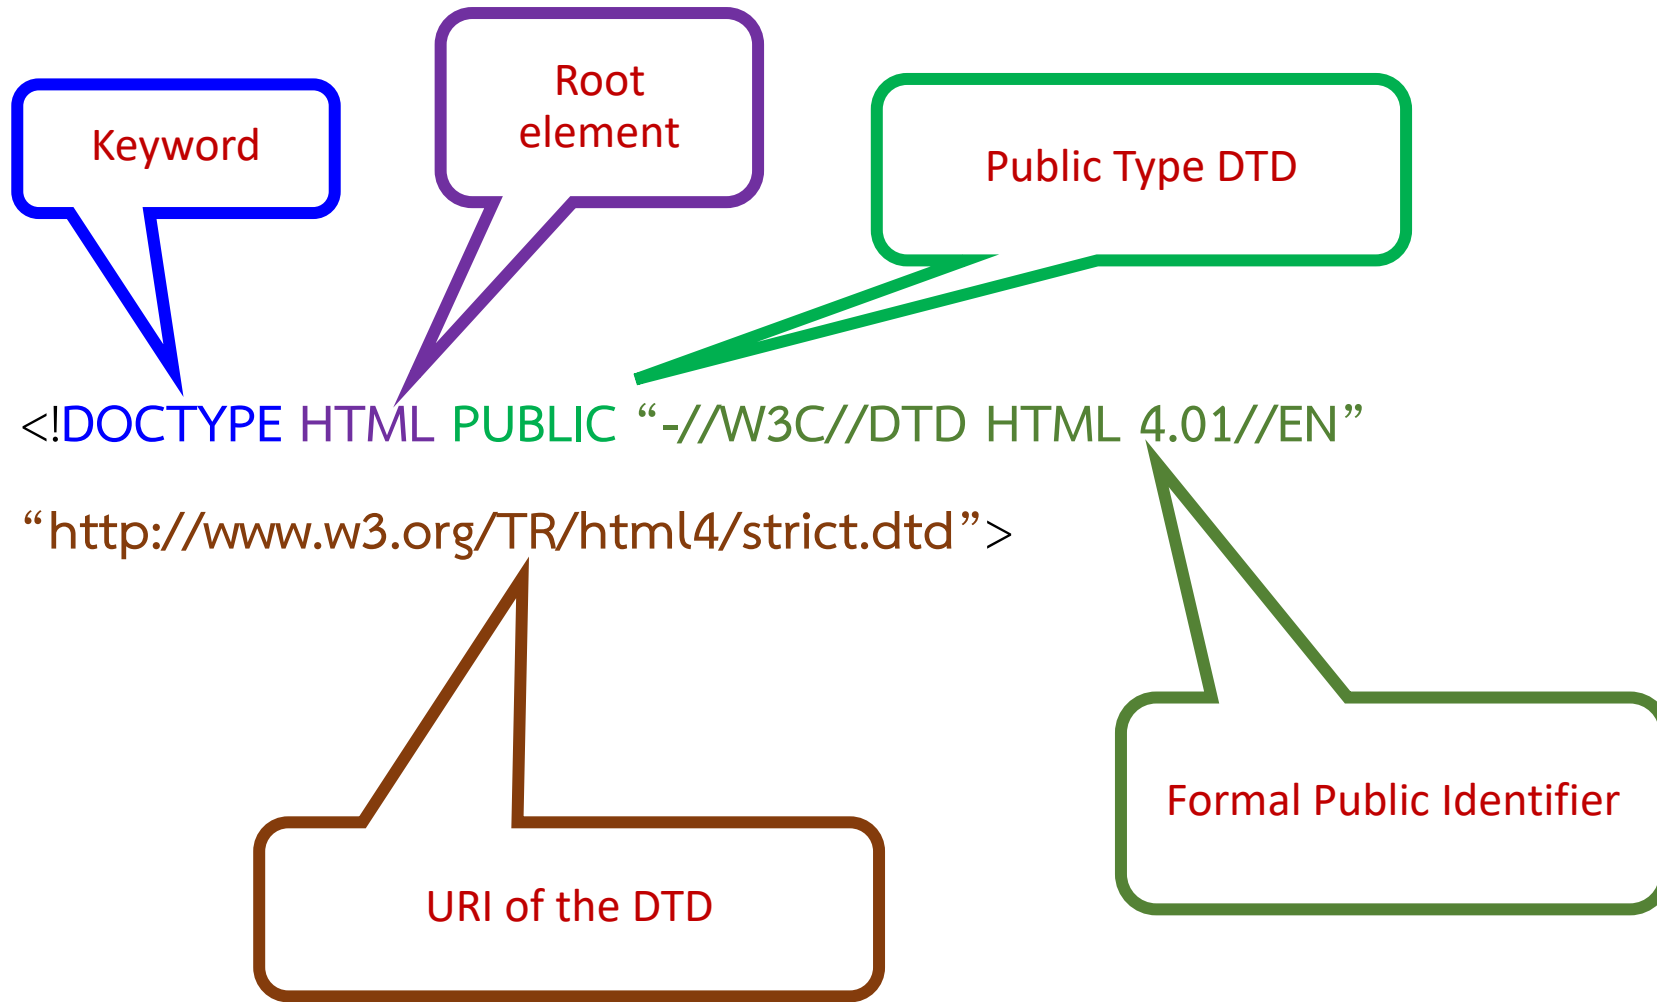 Keyword
Root
element
Public Type DTD
<!DOCTYPE HTML PUBLIC “-//W3C//DTD HTML 4.01//EN”
“http://www.w3.org/TR/html4/strict.dtd”>
Formal Public Identifier
URI of the DTD